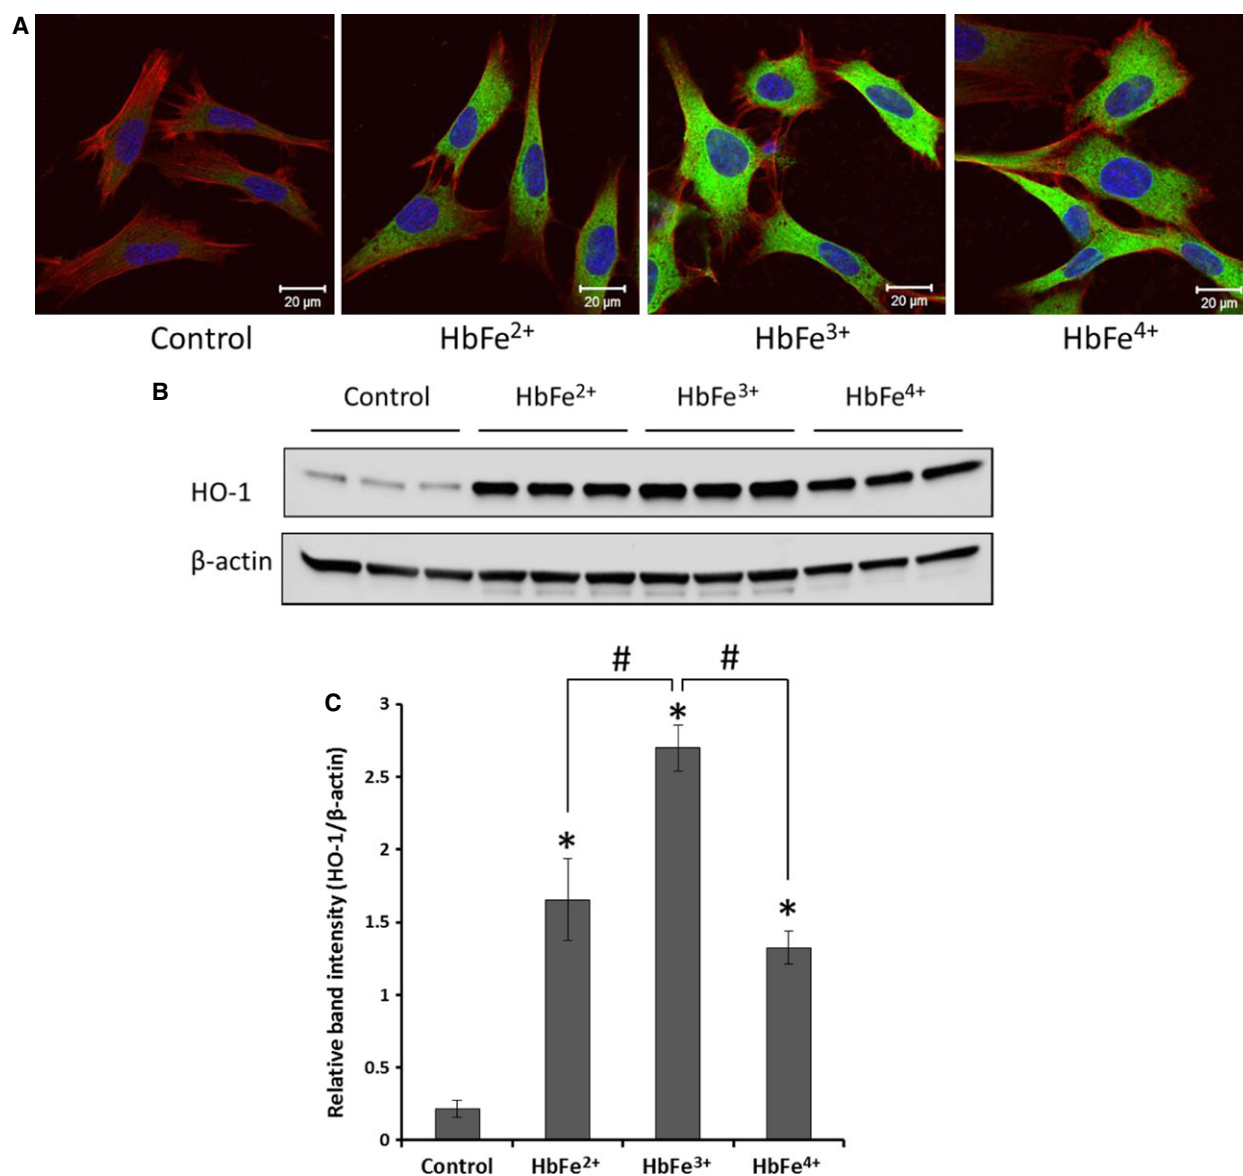 A
20 µm 20 µm 20 µm 20 µm
Control HbFe²⁺ HbFe³⁺ HbFe⁴⁺
B
Control HbFe²⁺ HbFe³⁺ HbFe⁴⁺
HO-1
β-actin
# #
C
Relative band intensity (HO-1/β-actin)
3
2.5
2
1.5
1
0.5
0
* * *
Control HbFe²⁺ HbFe³⁺ HbFe⁴⁺